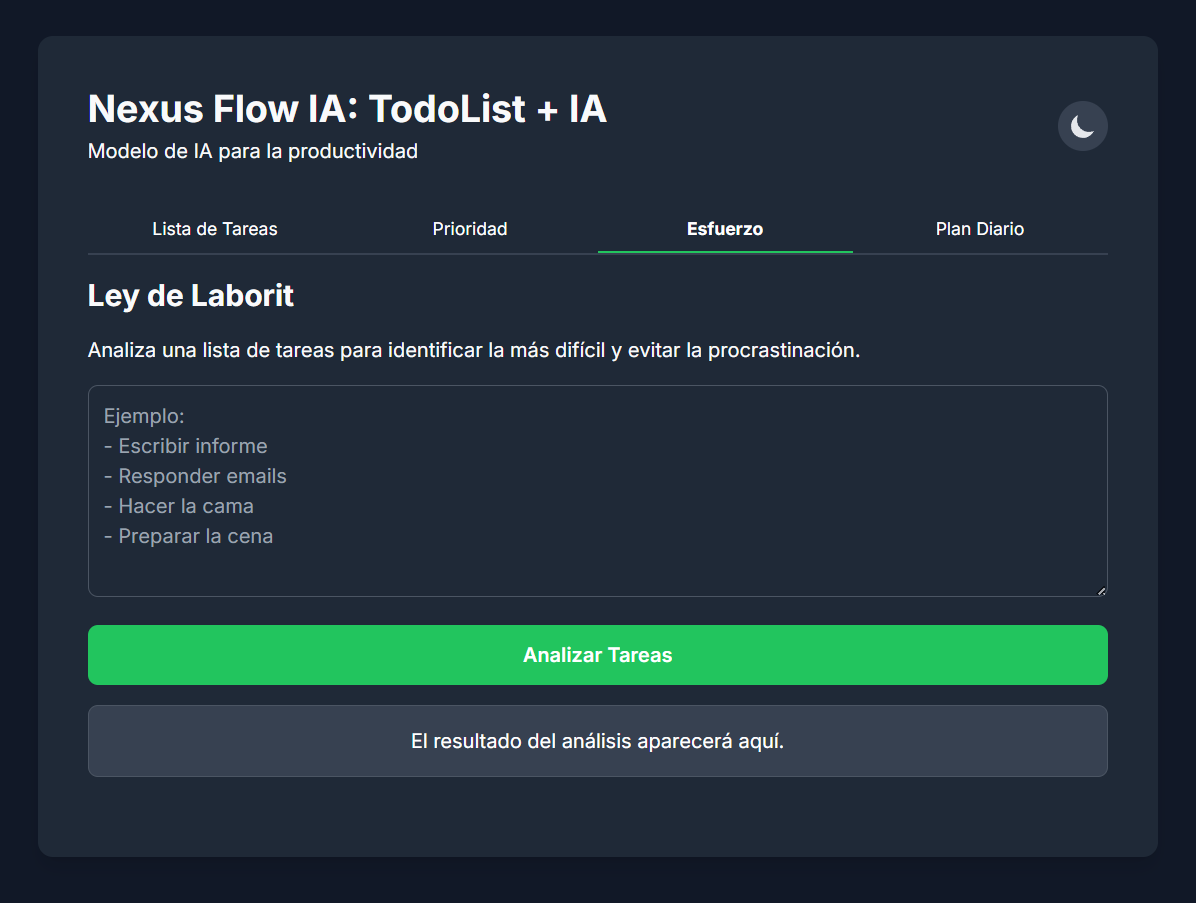 Nexus Flow IA: TodoList + IA
Modelo de IA para la productividad
Lista de Tareas
Prioridad
Esfuerzo
Plan Diario
Ley de Laborit
Analiza una lista de tareas para identificar la más difícil y evitar la procrastinación.
Ejemplo:
- Escribir informe
- Responder emails
- Hacer la cama
- Preparar la cena
Analizar Tareas
El resultado del análisis aparecerá aquí.